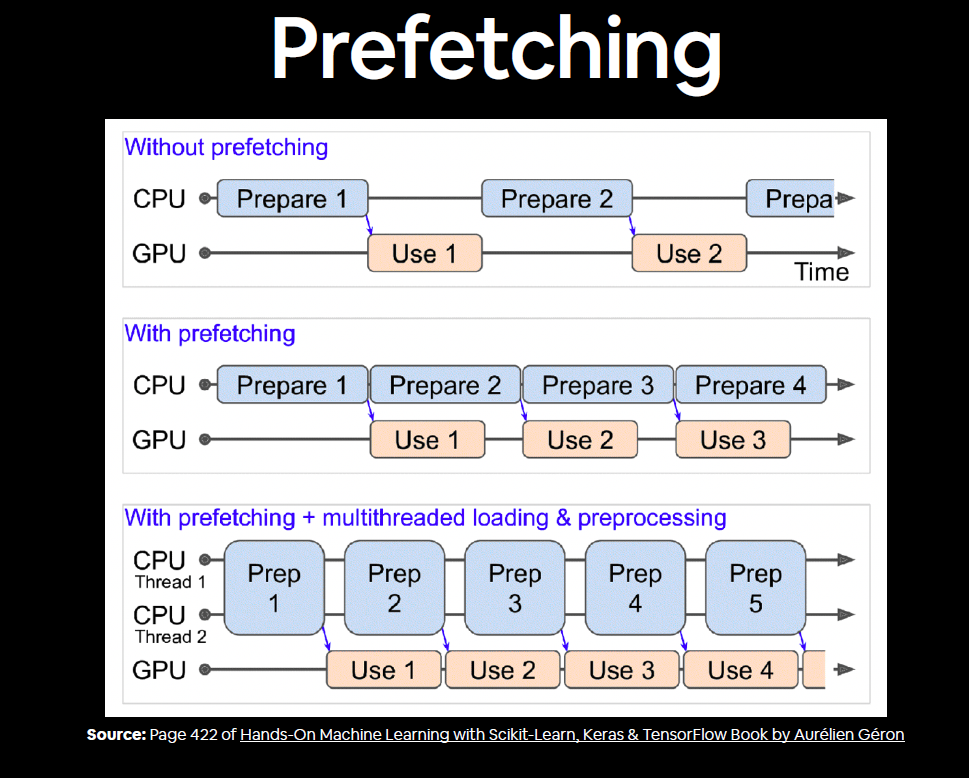 Prefetching
Without prefetching
CPU Prepare 1 Prepare 2 Prepa
GPU Use 1 Use 2
Time
With prefetching
CPU Prepare 1 Prepare 2 Prepare 3 Prepare 4
GPU Use 1 Use 2 Use 3
With prefetching + multithreaded loading & preprocessing
CPU
Thread 1
Prep 1 Prep 2 Prep 3 Prep 4 Prep 5
CPU
Thread 2
GPU Use 1 Use 2 Use 3 Use 4
Source: Page 422 of Hands-On Machine Learning with Scikit-Learn, Keras & TensorFlow Book by Aurélien Géron